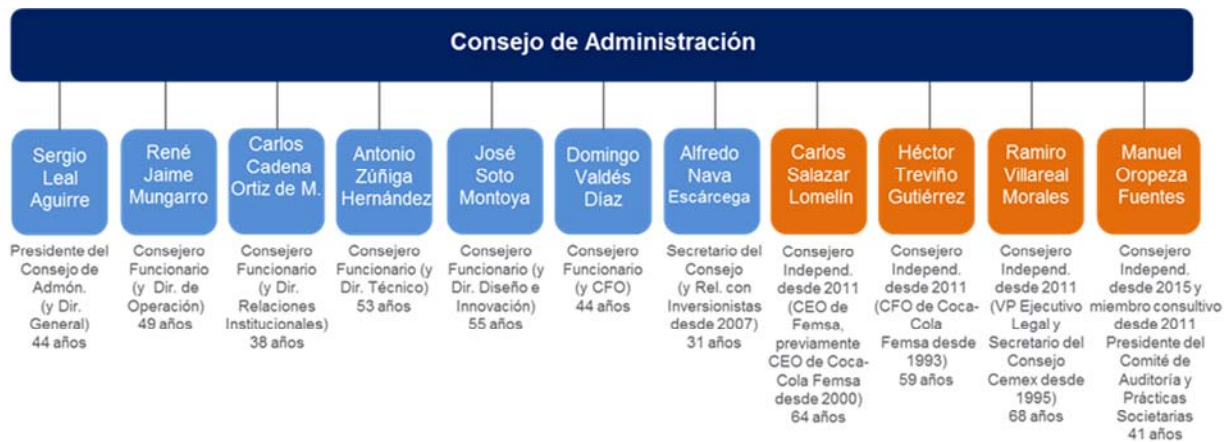 Consejo de Administración
Sergio
Leal
Aguirre
Presidente del
Consejo de
Admón.
(y Dir.
General)
44 años
René
Jaime
Mungarro
Consejero
Funcionario
(y Dir. de
Operación)
49 años
Carlos
Cadena
Ortiz de M.
Consejero
Funcionario
(y Dir.
Relaciones
Institucionales)
38 años
Antonio
Zúñiga
Hernández
Consejero
Funcionario (y
Dir. Técnico)
53 años
José
Soto
Montoya
Consejero
Funcionario (y
Dir. Diseño e
Innovación)
55 años
Domingo
Valdés
Díaz
Consejero
Funcionario
(y CFO)
44 años
Alfredo
Nava
Escárcega
Secretario del
Consejo
(y Rel. con
Inversionistas
desde 2007)
31 años
Carlos
Salazar
Lomelín
Consejero
Independ.
desde 2011
(CEO de
Femsa,
previamente
CEO de Coca-
Cola Femsa
desde 2000)
64 años
Héctor
Treviño
Gutiérrez
Consejero
Independ.
desde 2011
(CFO de Coca-
Cola
Femsa desde
1993)
59 años
Ramiro
Villareal
Morales
Consejero
Independ.
desde 2011
(VP Ejecutivo
Legal y
Secretario del
Consejo
Cemex desde
1995)
68 años
Manuel
Oropeza
Fuentes
Consejero
Independ.
desde 2015 y
miembro consultivo
desde 2011
Presidente del
Comité de
Auditoría y
Prácticas
Societarias
41 años